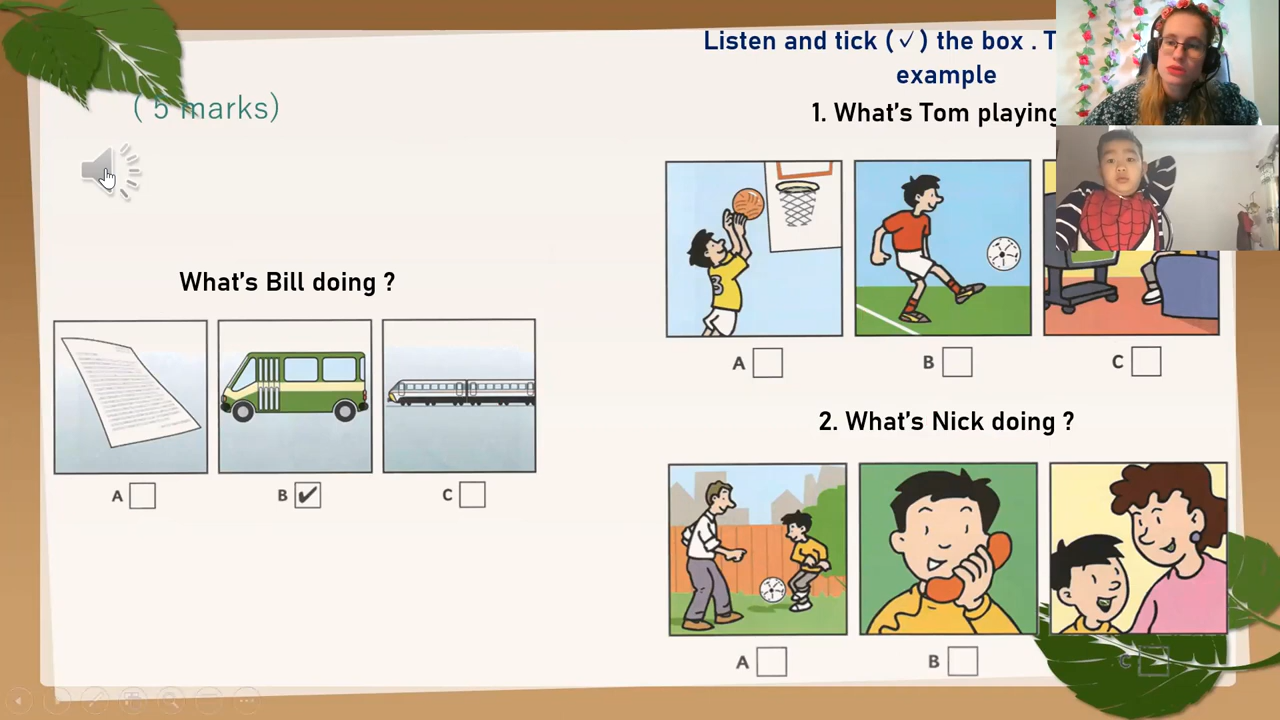 Listen and tick (✓) the box . T
example
( 5 marks)
1. What's Tom playing
What's Bill doing ?
A
B
C
A
B
C
2. What's Nick doing ?
A
B
C